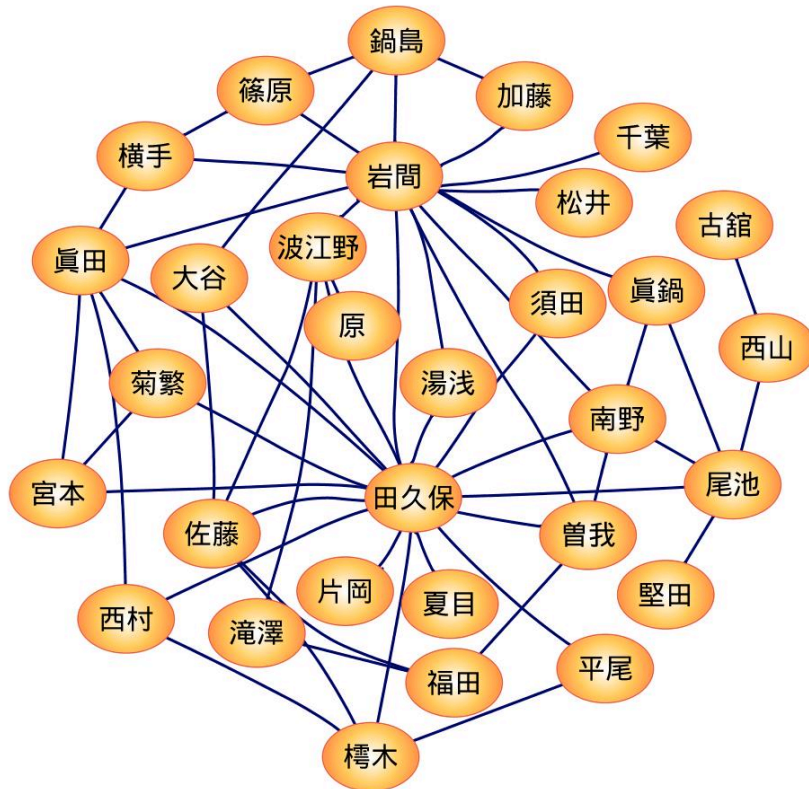 鍋島
篠原
加藤
千葉
横手
岩間
松井
古舘
眞田
大谷
波江野
眞鍋
須田
原
西山
菊繁
湯浅
南野
宮本
田久保
尾池
佐藤
曽我
片岡
夏目
堅田
西村
滝澤
福田
平尾
樗木